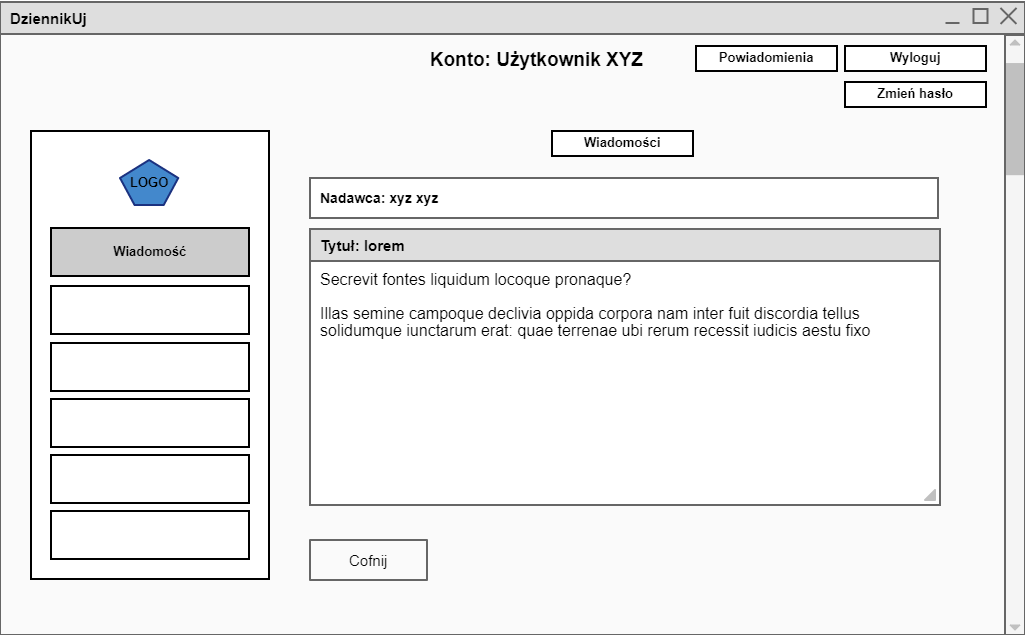 DziennikUj
Konto: Użytkownik XYZ
Powiadomienia
Wyloguj
Zmień hasło
LOGO
Wiadomość
Wiadomości
Nadawca: xyz xyz
Tytuł: lorem
Secrevit fontes liquidum locoque pronaque?
Illas semine campoque declivia oppida corpora nam inter fuit discordia tellus
solidumque iunctarum erat: quae terrenae ubi rerum recessit iudicis aestu fixo
Cofnij